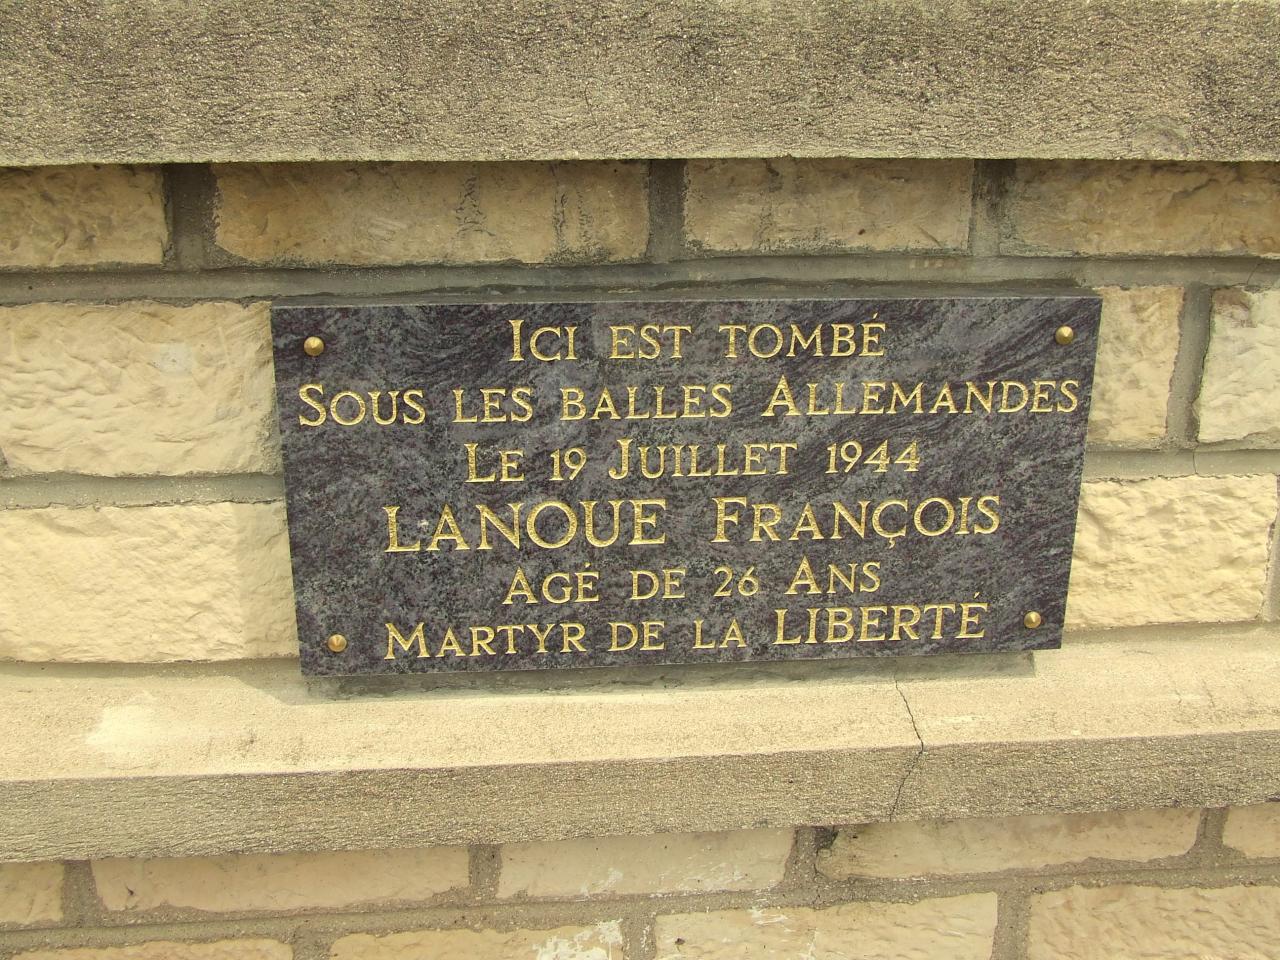 Ici est Tombé
Sous les balles Allemandes
Le 19 Juillet 1944
LANOUE François
Agé de 26 Ans
Martyr de la Liberté